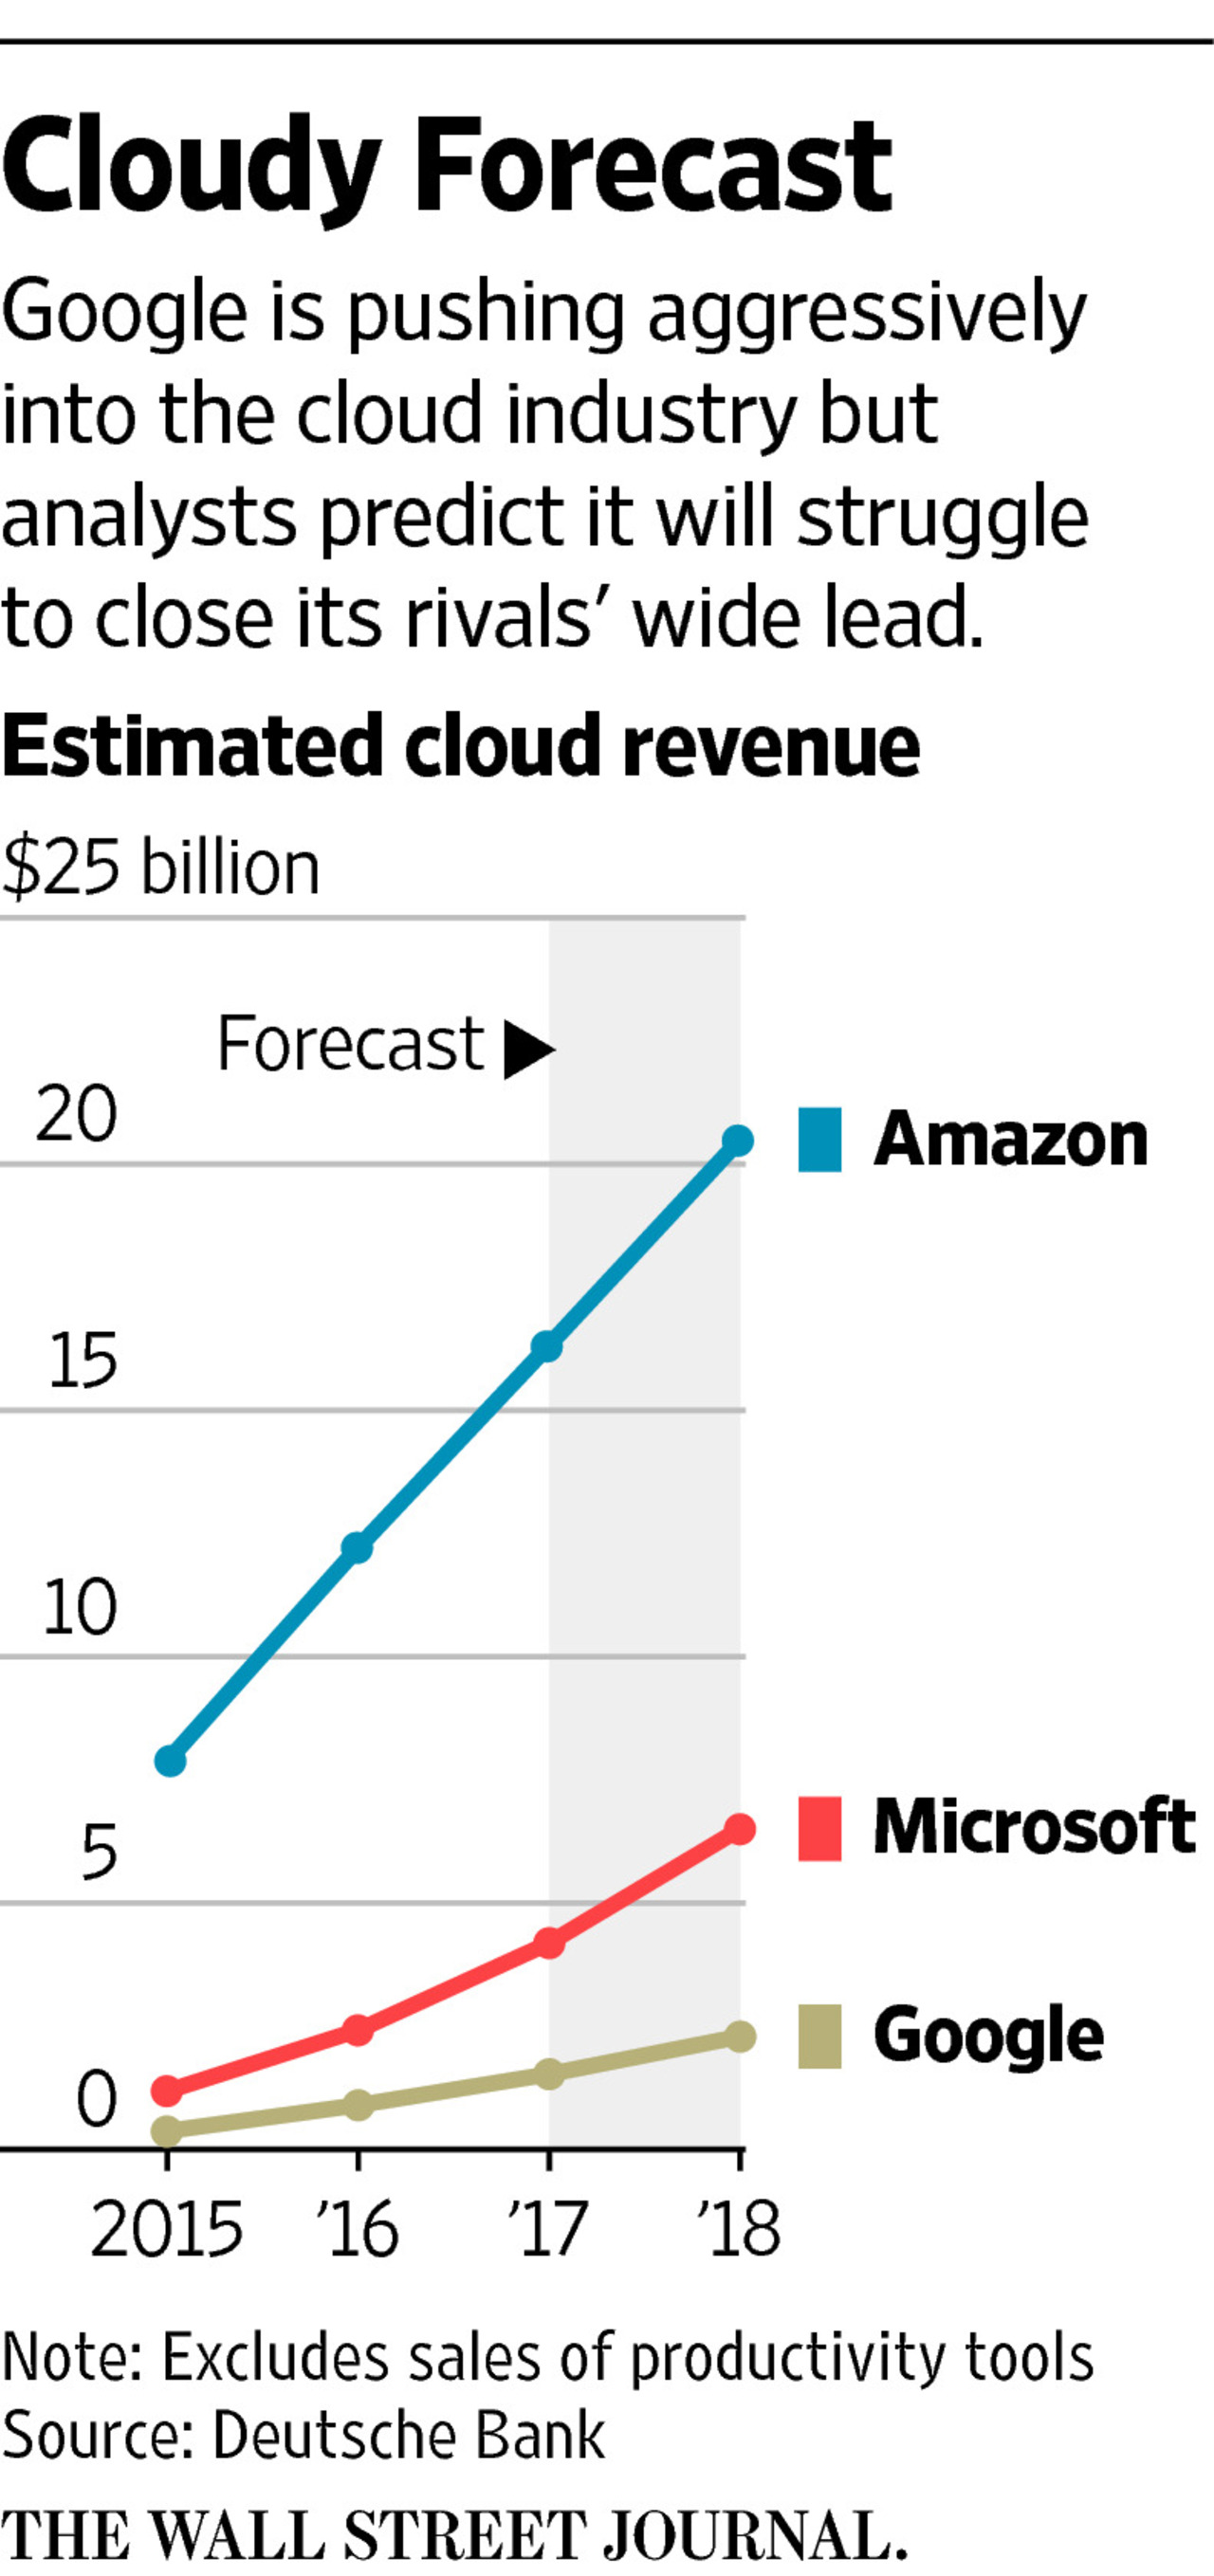 Cloudy Forecast
Google is pushing aggressively
into the cloud industry but
analysts predict it will struggle
to close its rivals’ wide lead.
Estimated cloud revenue
$25 billion
Forecast ▶
20
Amazon
15
10
5
Microsoft
Google
0
2015 ’16 ’17 ’18
Note: Excludes sales of productivity tools
Source: Deutsche Bank
THE WALL STREET JOURNAL.